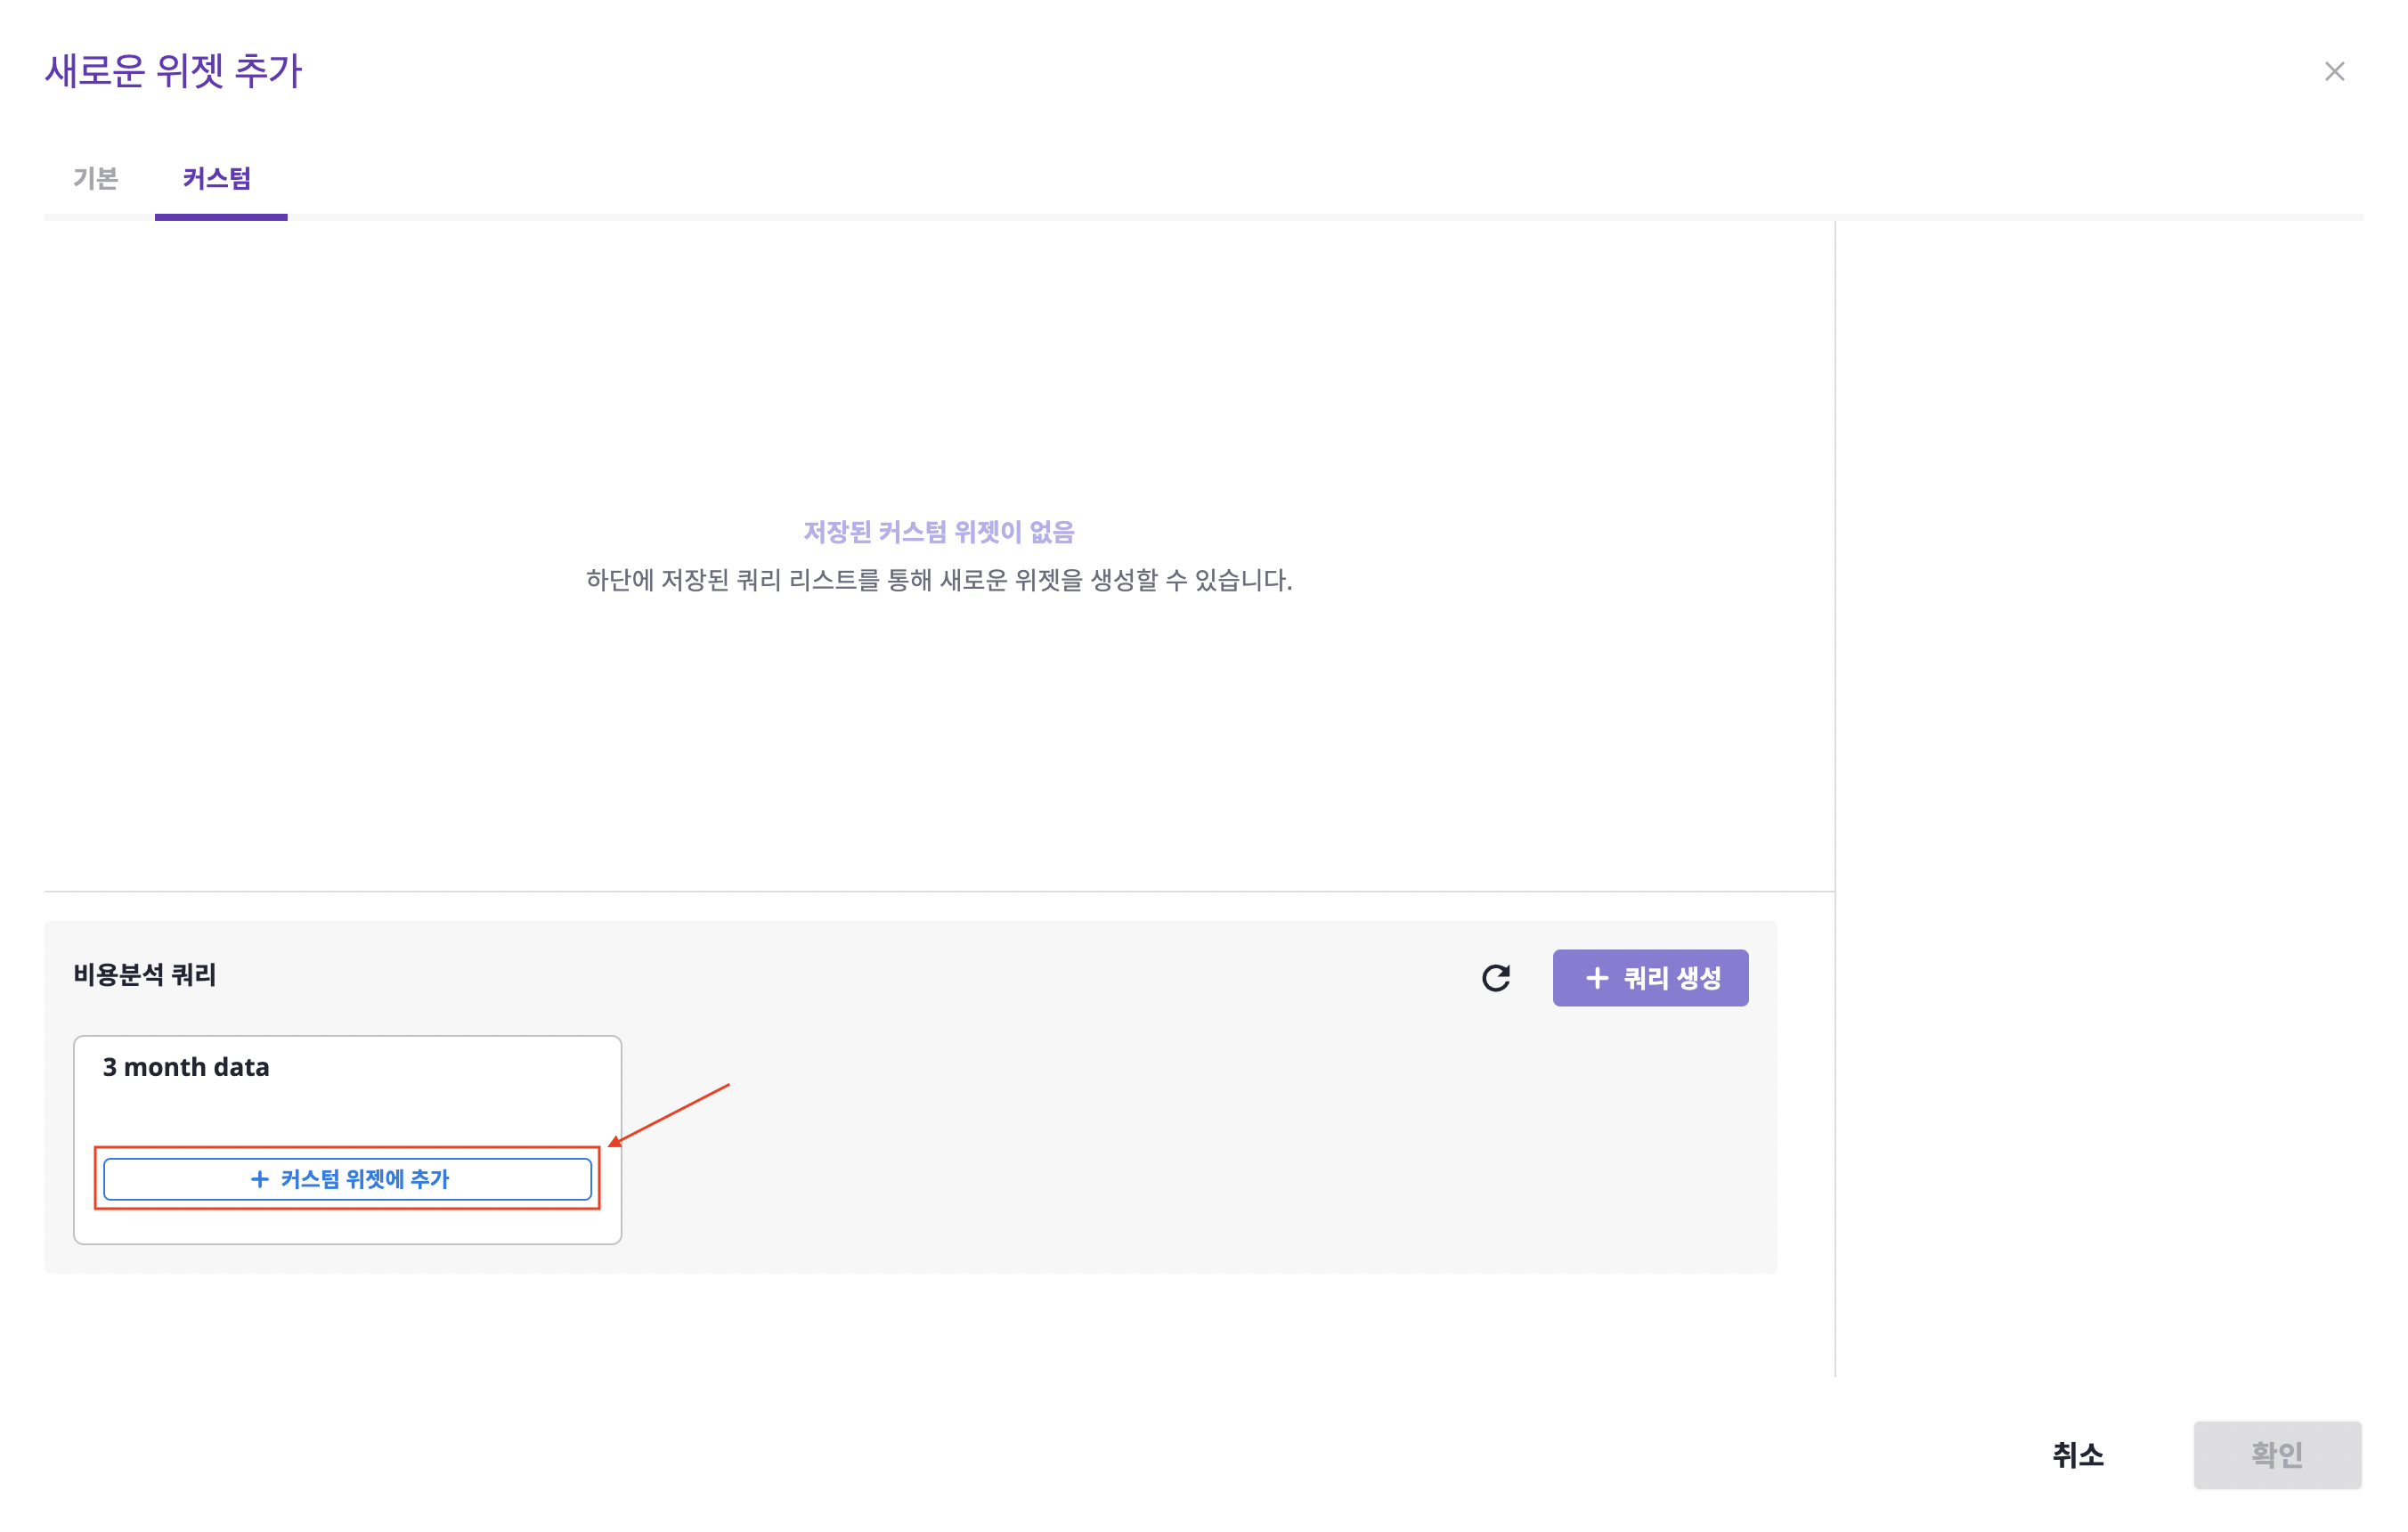 새로운 위젯 추가
기본
커스텀
저장된 커스텀 위젯이 없음
하단에 저장된 쿼리 리스트를 통해 새로운 위젯을 생성할 수 있습니다.
비용분석 쿼리
+ 쿼리 생성
3 month data
+ 커스텀 위젯에 추가
취소
확인